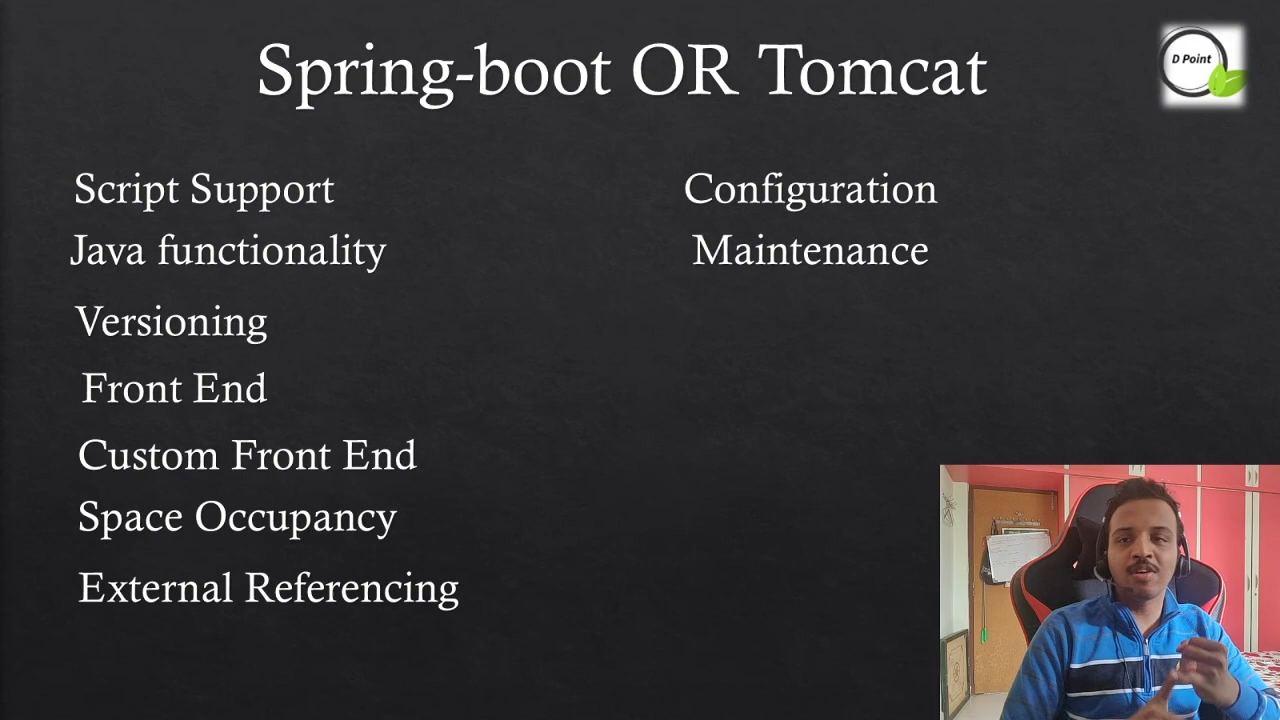 Spring-boot OR Tomcat
D Point
Script Support
Java functionality
Versioning
Front End
Custom Front End
Space Occupancy
External Referencing
Configuration
Maintenance